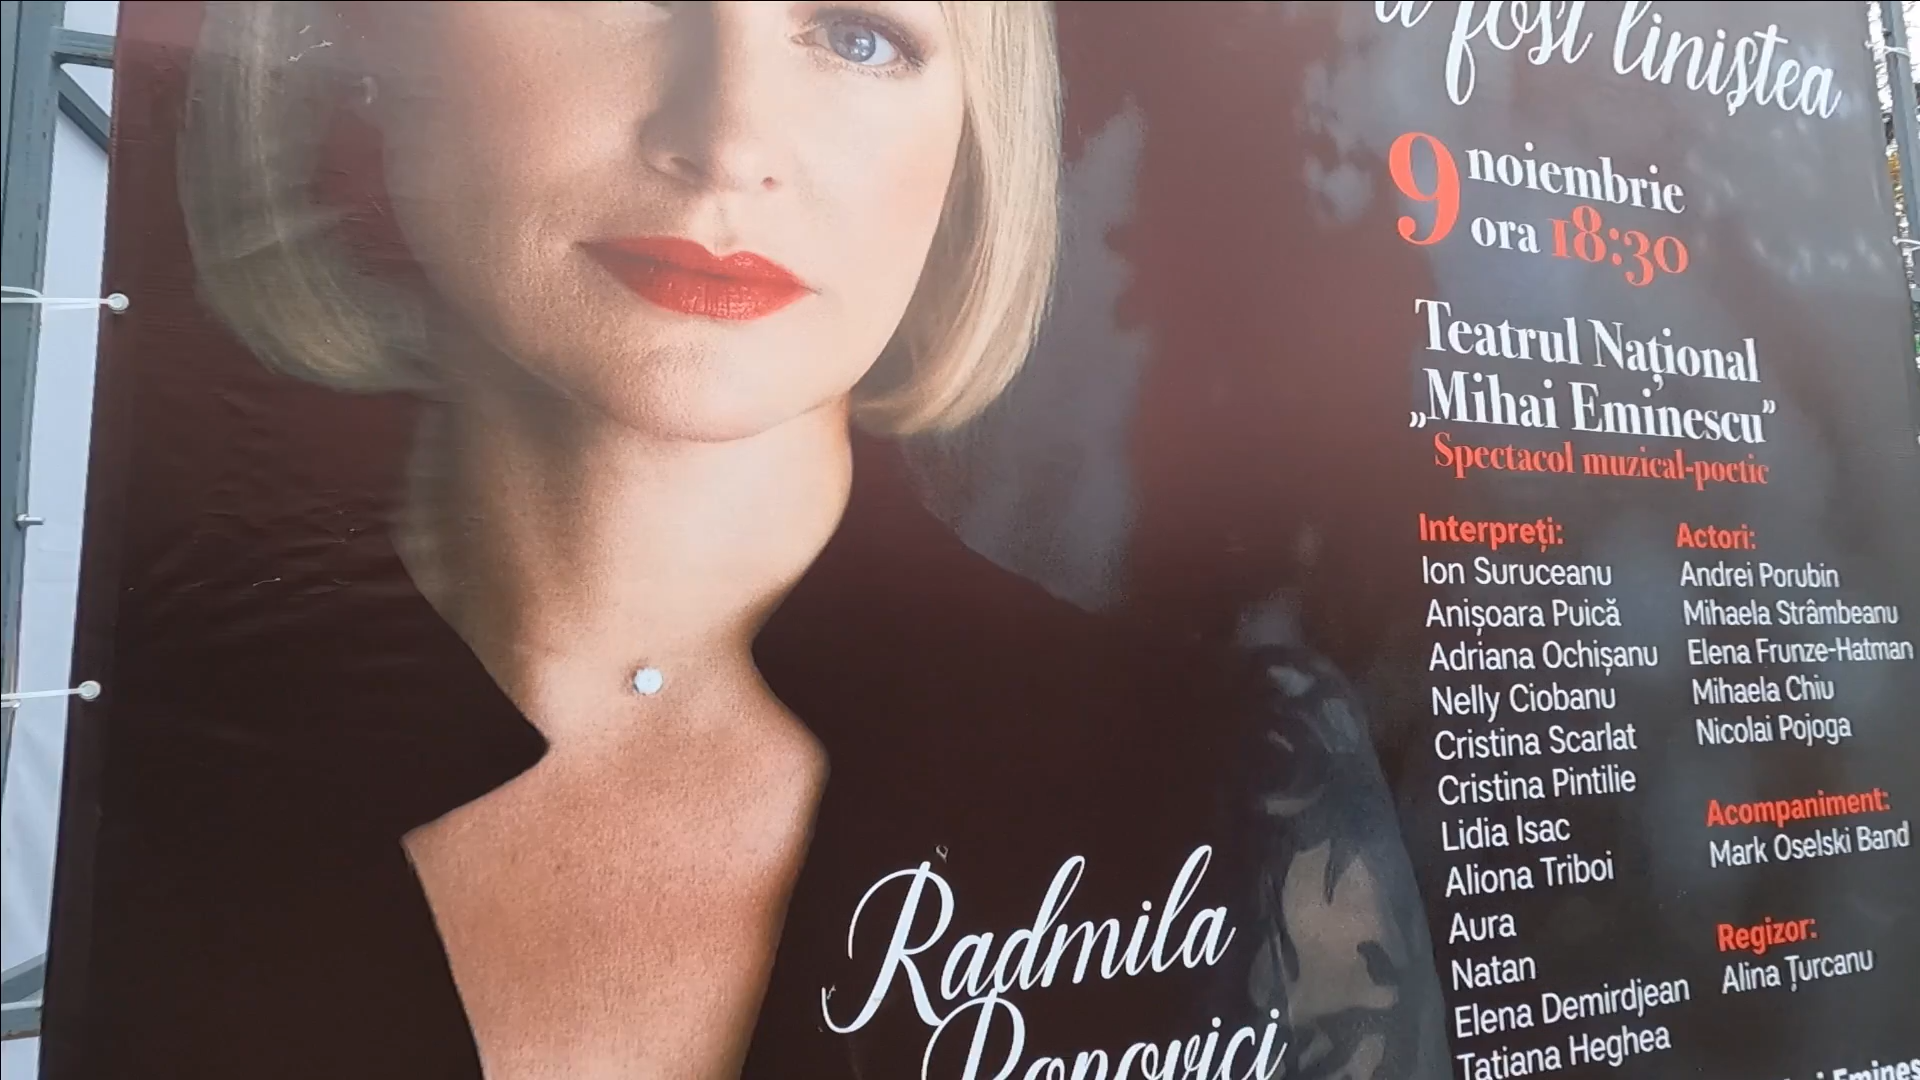 a fost liniștea
9 noiembrie
ora 18:30
Teatrul Național
„Mihai Eminescu”
Spectacol muzical-poetic
Interpreți:
Ion Suruceanu
Anișoara Puică
Adriana Ochișanu
Nelly Ciobanu
Cristina Scarlat
Cristina Pintilie
Lidia Isac
Aliona Triboi
Aura
Natan
Elena Demirdjean
Tatiana Heghea
Actori:
Andrei Porubin
Mihaela Strâmbeanu
Elena Frunze-Hatman
Mihaela Chiu
Nicolai Pojoga
Acompaniment:
Mark Oselski Band
Regizor:
Alina Țurcanu
Radmila
Popovici